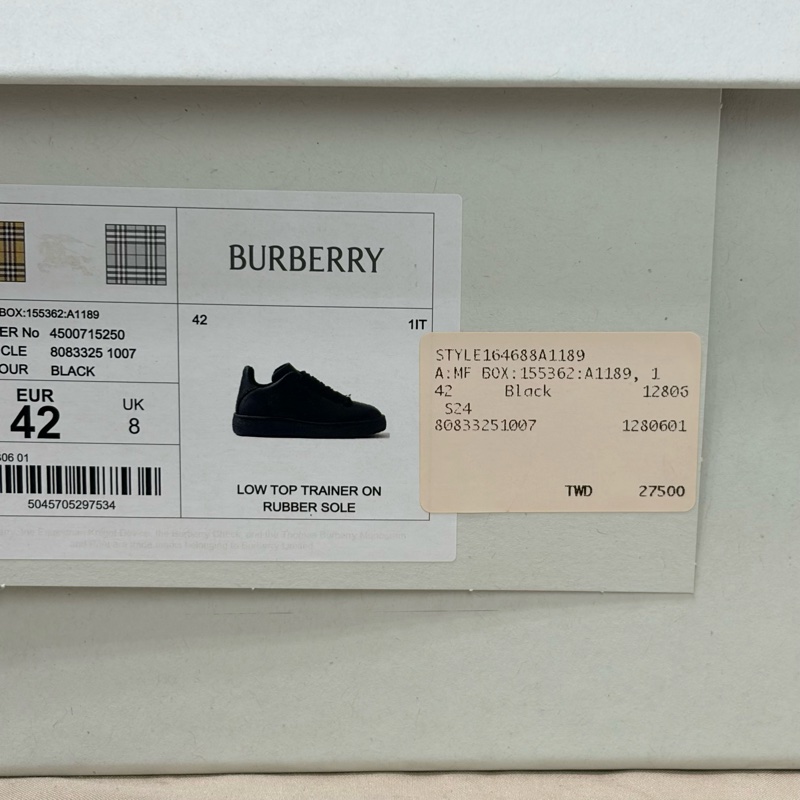 BURBERRY
BOX:155362:A1189
ER No 4500715250
CLE 8083325 1007
OUR BLACK
EUR
42
UK
8
06 01
5045705297534
42
1IT
LOW TOP TRAINER ON
RUBBER SOLE
STYLE164688A1189
A:MF BOX:155362:A1189, 1
42 Black 12806
S24
80833251007 1280601
TWD 27500